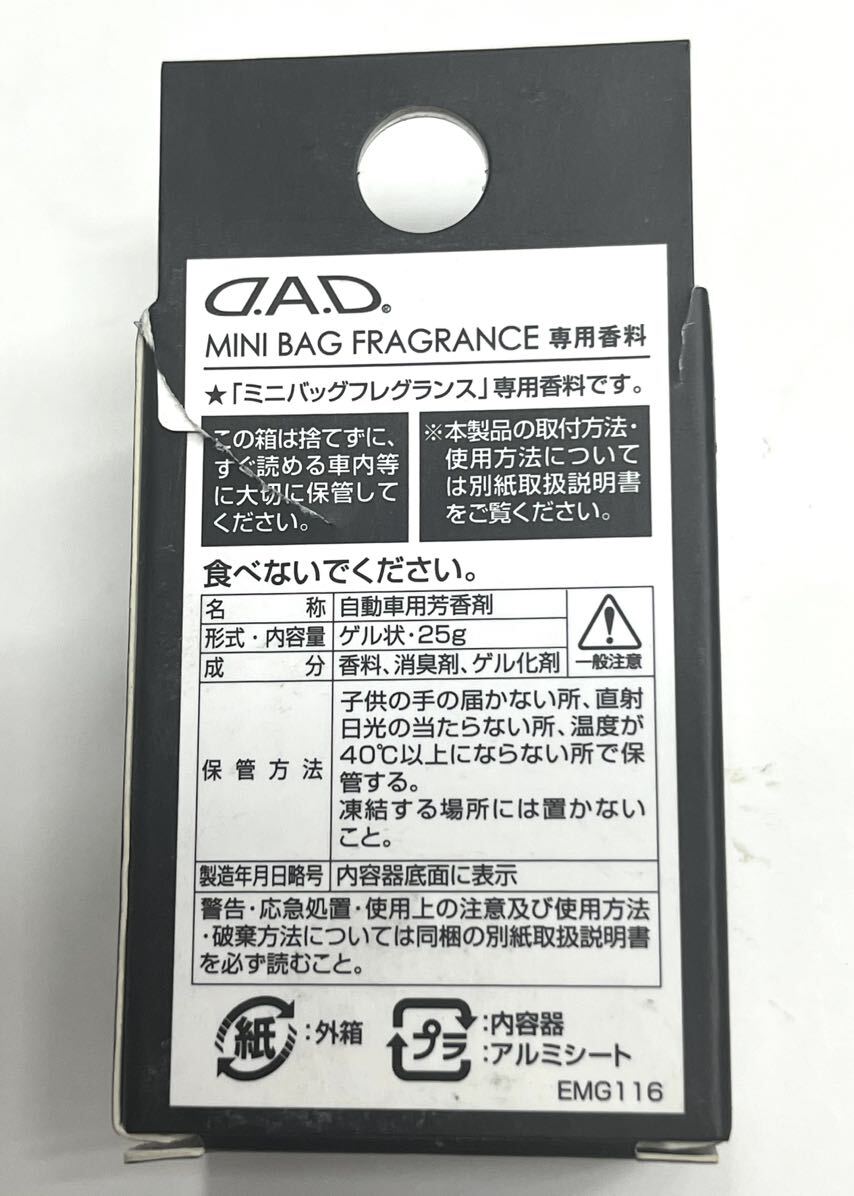 D.A.D®
MINI BAG FRAGRANCE 専用香料
★「ミニバッグフレグランス」専用香料です。
この箱は捨てずに、
すぐ読める車内等
に大切に保管して
ください。
※本製品の取付方法・
使用方法について
は別紙取扱説明書
をご覧ください。
食べないでください。
名称 自動車用芳香剤
形式・内容量 ゲル状・25g
成分 香料、消臭剤、ゲル化剤
一般注意
保管方法
子供の手の届かない所、直射
日光の当たらない所、温度が
40℃以上にならない所で保
管する。
凍結する場所には置かない
こと。
製造年月日略号 内容器底面に表示
警告・応急処置・使用上の注意及び使用方法
・破棄方法については同梱の別紙取扱説明書
を必ず読むこと。
紙:外箱
プラ:内容器
:アルミシート
EMG116